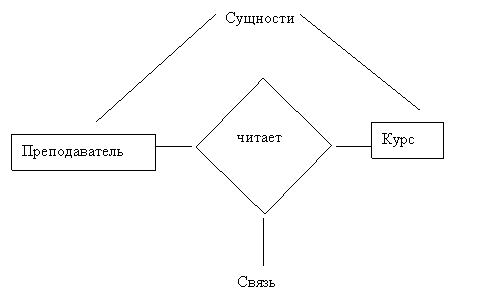 Сущности
читает
Преподаватель
Курс
Связь